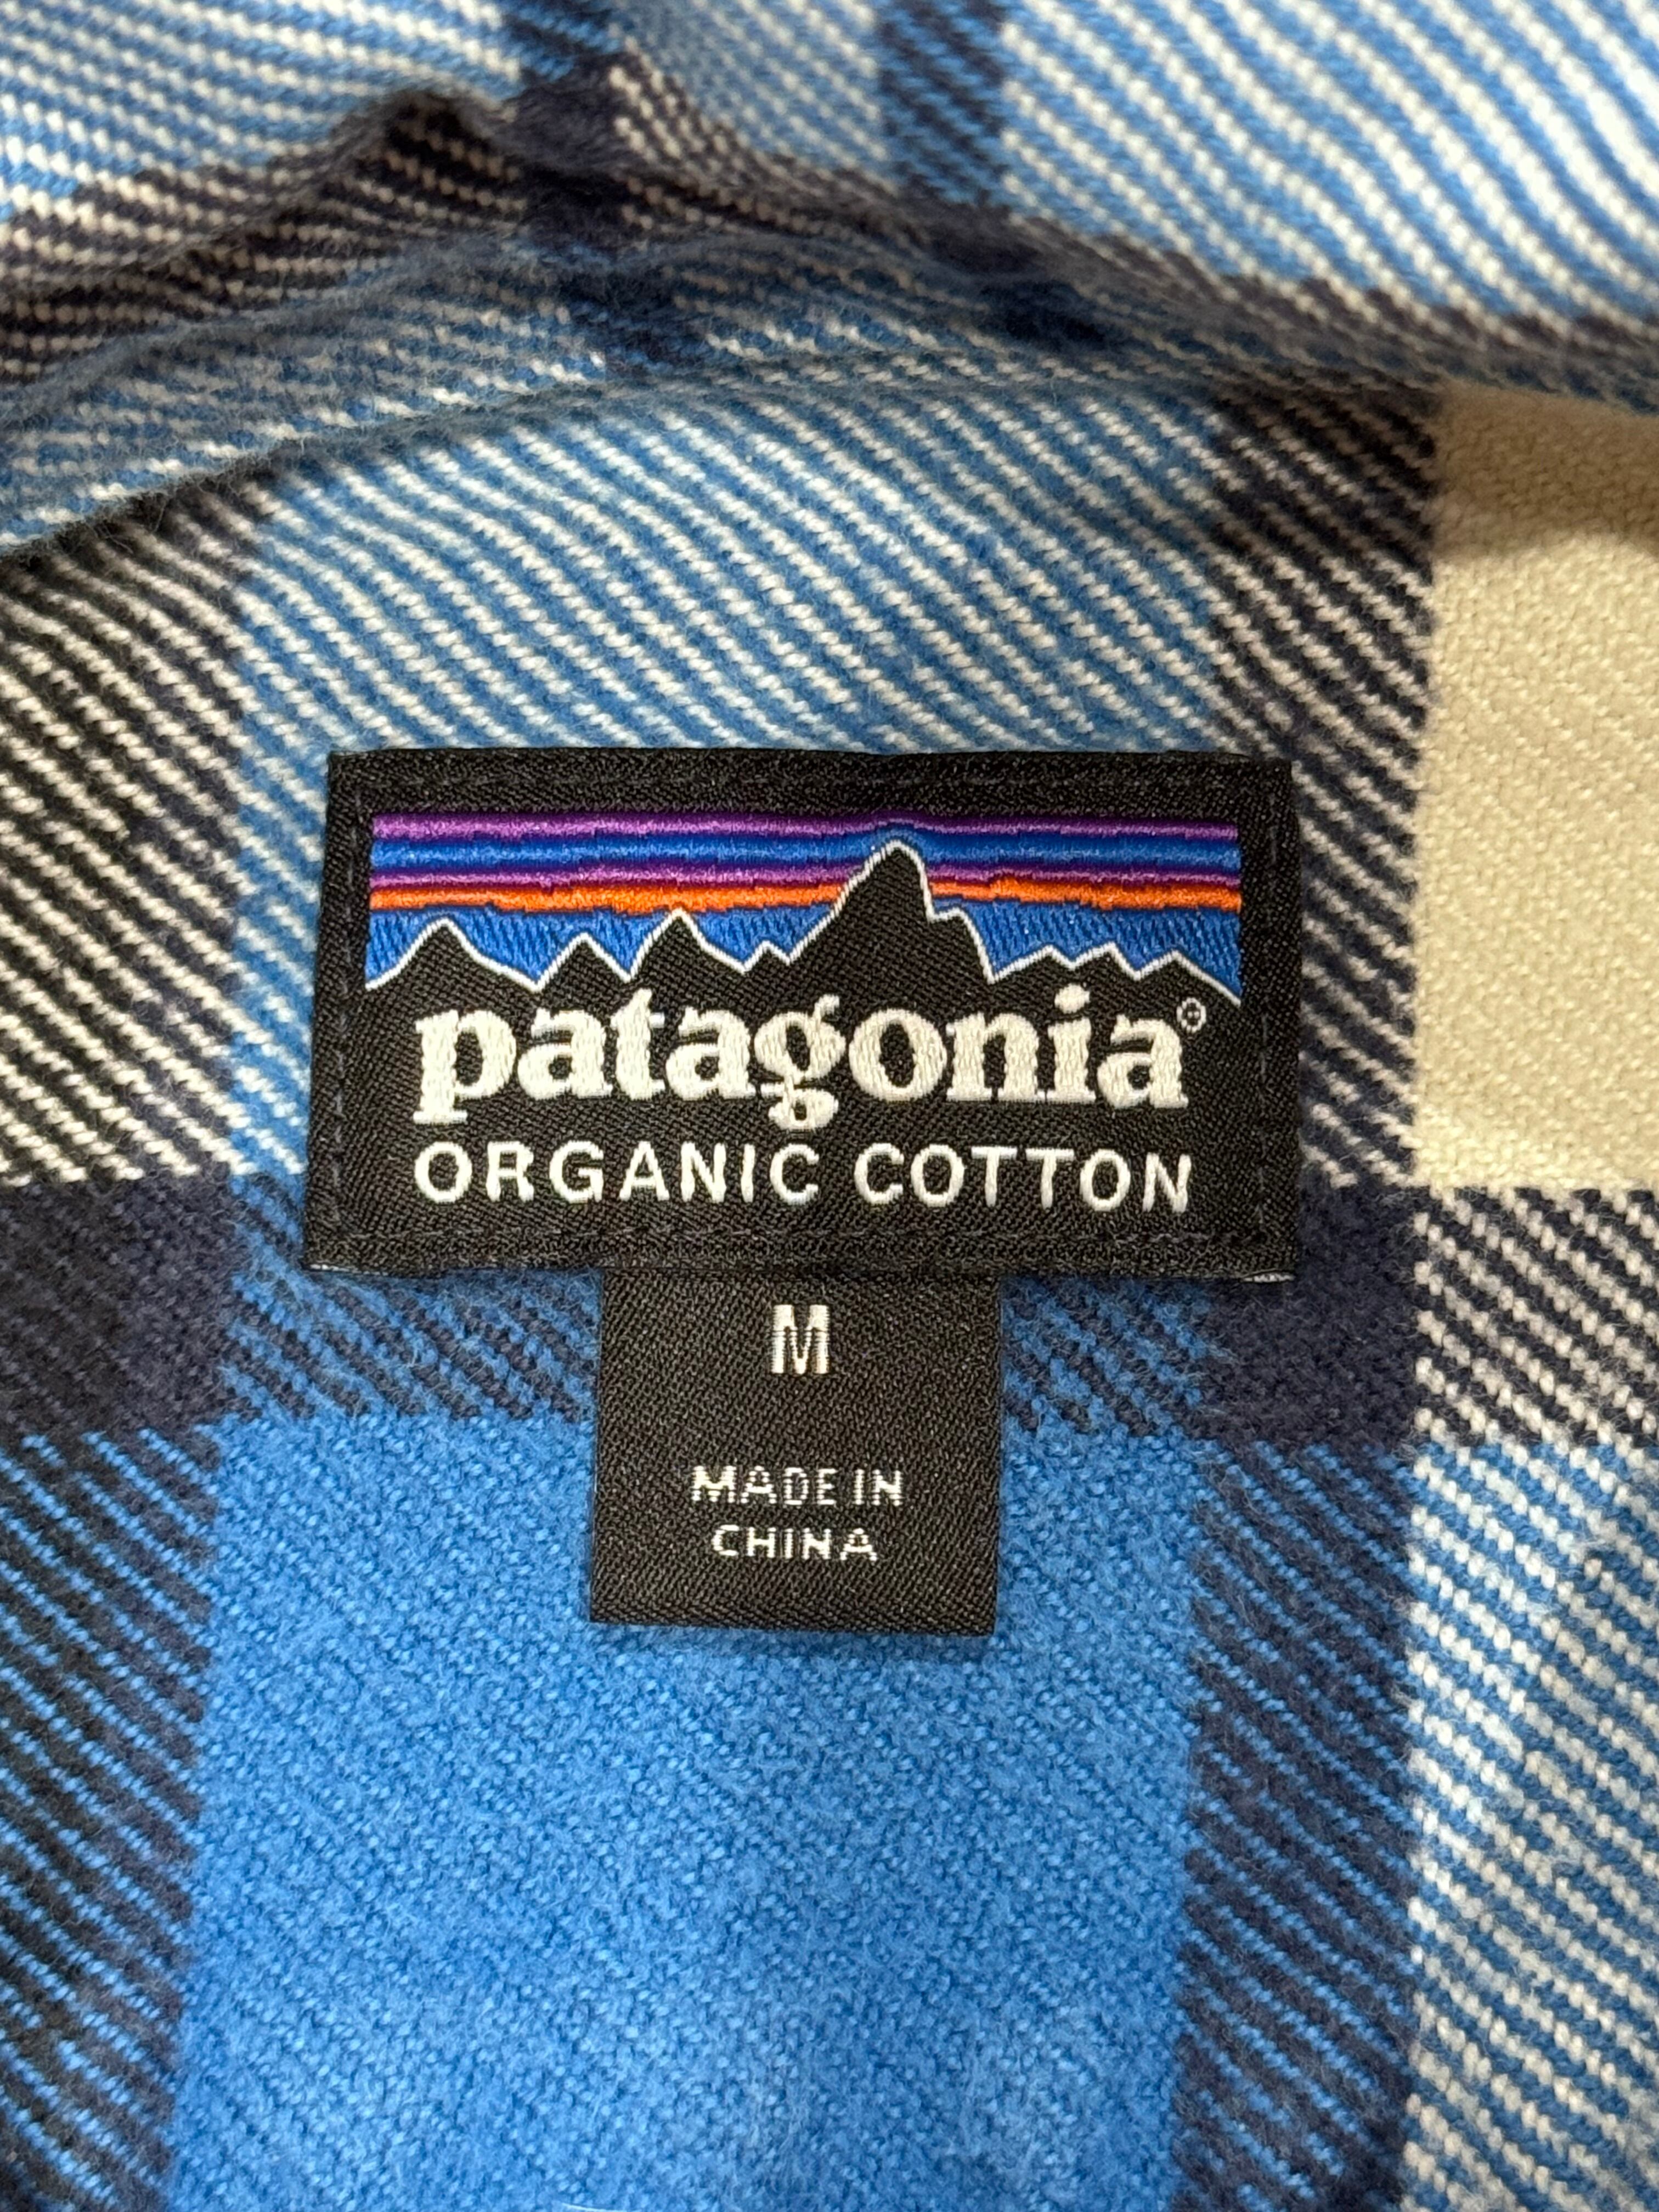 patagonia®
ORGANIC COTTON
M
MADE IN
CHINA